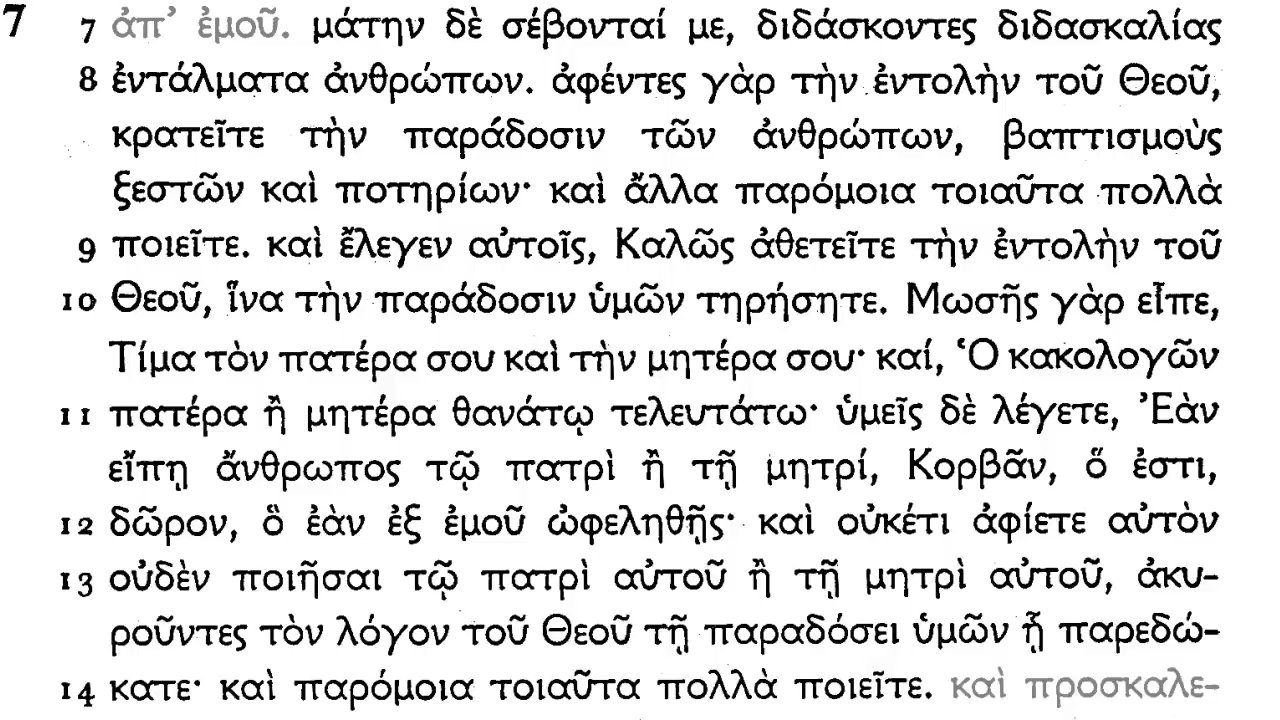 7 7 ἀπ’ ἐμοῦ. μάτην δὲ σέβονταί με, διδάσκοντες διδασκαλίας
8 ἐντάλματα ἀνθρώπων. ἀφέντες γὰρ τὴν ἐντολὴν τοῦ Θεοῦ,
κρατεῖτε τὴν παράδοσιν τῶν ἀνθρώπων, βαπτισμοὺς
ξεστῶν καὶ ποτηρίων· καὶ ἄλλα παρόμοια τοιαῦτα πολλὰ
9 ποιεῖτε. καὶ ἔλεγεν αὐτοῖς, Καλῶς ἀθετεῖτε τὴν ἐντολὴν τοῦ
10 Θεοῦ, ἵνα τὴν παράδοσιν ὑμῶν τηρήσητε. Μωσῆς γὰρ εἶπε,
Τίμα τὸν πατέρα σου καὶ τὴν μητέρα σου· καί, Ὁ κακολογῶν
11 πατέρα ἢ μητέρα θανάτῳ τελευτάτω· ὑμεῖς δὲ λέγετε, Ἐὰν
εἴπῃ ἄνθρωπος τῷ πατρὶ ἢ τῇ μητρί, Κορβᾶν, ὅ ἐστι,
12 δῶρον, ὃ ἐὰν ἐξ ἐμοῦ ὠφεληθῇς· καὶ οὐκέτι ἀφίετε αὐτὸν
13 οὐδὲν ποιῆσαι τῷ πατρὶ αὐτοῦ ἢ τῇ μητρὶ αὐτοῦ, ἀκυ-
ροῦντες τὸν λόγον τοῦ Θεοῦ τῇ παραδόσει ὑμῶν ᾗ παρεδώ-
14 κατε· καὶ παρόμοια τοιαῦτα πολλὰ ποιεῖτε. καὶ προσκαλε-